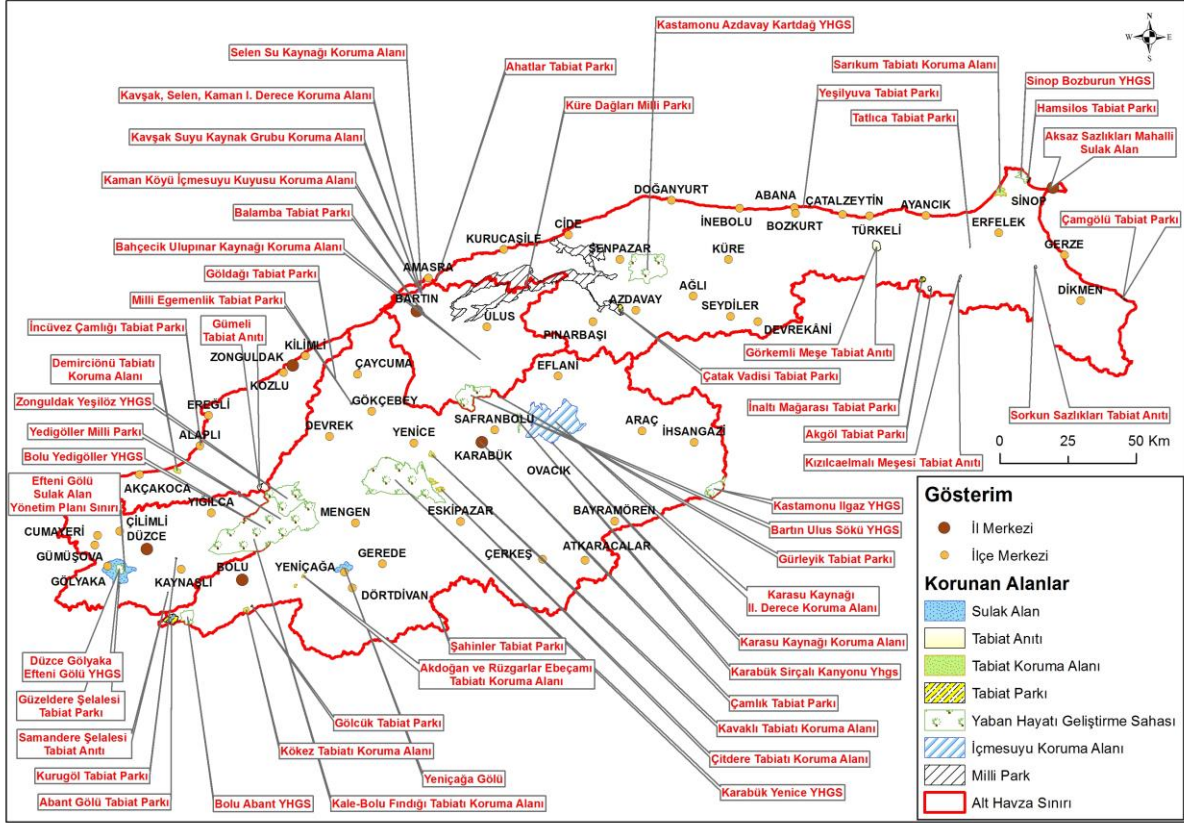 Kastamonu Azdavay Kartdağ YHGS
N
W
E
S
Selen Su Kaynağı Koruma Alanı
Ahatlar Tabiat Parkı
Sarıkum Tabiatı Koruma Alanı
Sinop Bozburun YHGS
Kavşak, Selen, Kaman I. Derece Koruma Alanı
Küre Dağları Milli Parkı
Yeşilyuva Tabiat Parkı
Hamsilos Tabiat Parkı
Tatlıca Tabiat Parkı
Kavşak Suyu Kaynak Grubu Koruma Alanı
Aksaz Sazlıkları Mahalli
Sulak Alan
Kaman Köyü İçmesuyu Kuyusu Koruma Alanı
DOĞANYURT
ABANA
ÇATALZEYTİN
SİNOP
Balamba Tabiat Parkı
İNEBOLU
BOZKURT
AYANCIK
TÜRKELİ
ERFELEK
Çamgölü Tabiat Parkı
CİDE
KURUCAŞİLE
Bahçecik Ulupınar Kaynağı Koruma Alanı
ŞENPAZAR
KÜRE
GERZE
Göldağı Tabiat Parkı
AMASRA
BARTIN
AĞLI
DİKMEN
Milli Egemenlik Tabiat Parkı
ULUS
AZDAVAY
SEYDİLER
İncüvez Çamlığı Tabiat Parkı
Gümeli
Tabiat Anıtı
PINARBAŞI
DEVREKÂNİ
KİLİMLİ
ZONGULDAK
Görkemli Meşe Tabiat Anıtı
Demirciönü Tabiatı
Koruma Alanı
ÇAYCUMA
EFLANİ
Çatak Vadisi Tabiat Parkı
KOZLU
Zonguldak Yeşilöz YHGS
GÖKÇEBEY
İnaltı Mağarası Tabiat Parkı
Sorkun Sazlıkları Tabiat Anıtı
EREĞLİ
SAFRANBOLU
ARAÇ
Yedigöller Milli Parkı
DEVREK
YENİCE
İHSANGAZİ
Akgöl Tabiat Parkı
ALAPLI
KARABÜK
Bolu Yedigöller YHGS
OVACIK
Kızılcaelmalı Meşesi Tabiat Anıtı
0 25 50 Km
Efteni Gölü
Sulak Alan
Yönetim Planı Sınırı
AKÇAKOCA
YIĞILCA
Kastamonu Ilgaz YHGS
CUMAYERİ
ÇİLİMLİ
DÜZCE
MENGEN
ESKİPAZAR
BAYRAMÖREN
Bartın Ulus Sökü YHGS
GÜMÜŞOVA
GEREDE
ÇERKEŞ
ATKARACALAR
Gürleyik Tabiat Parkı
GÖLYAKA
KAYNAŞLI
BOLU
YENİÇAĞA
DÖRTDİVAN
Karasu Kaynağı
II. Derece Koruma Alanı
Şahinler Tabiat Parkı
Karasu Kaynağı Koruma Alanı
Düzce Gölyaka
Efteni Gölü YHGS
Akdoğan ve Rüzgarlar Ebeçamı
Tabiatı Koruma Alanı
Karabük Sırçalı Kanyonu Yhgs
Güzeldere Şelalesi
Tabiat Parkı
Çamlık Tabiat Parkı
Gölcük Tabiat Parkı
Kavaklı Tabiatı Koruma Alanı
Samandere Şelalesi
Tabiat Anıtı
Kökez Tabiatı Koruma Alanı
Çitdere Tabiatı Koruma Alanı
Kurugöl Tabiat Parkı
Yeniçağa Gölü
Karabük Yenice YHGS
Abant Gölü Tabiat Parkı
Bolu Abant YHGS
Kale-Bolu Fındığı Tabiatı Koruma Alanı
Gösterim
İl Merkezi
İlçe Merkezi
Korunan Alanlar
Sulak Alan
Tabiat Anıtı
Tabiat Koruma Alanı
Tabiat Parkı
Yaban Hayatı Geliştirme Sahası
İçmesuyu Koruma Alanı
Milli Park
Alt Havza Sınırı